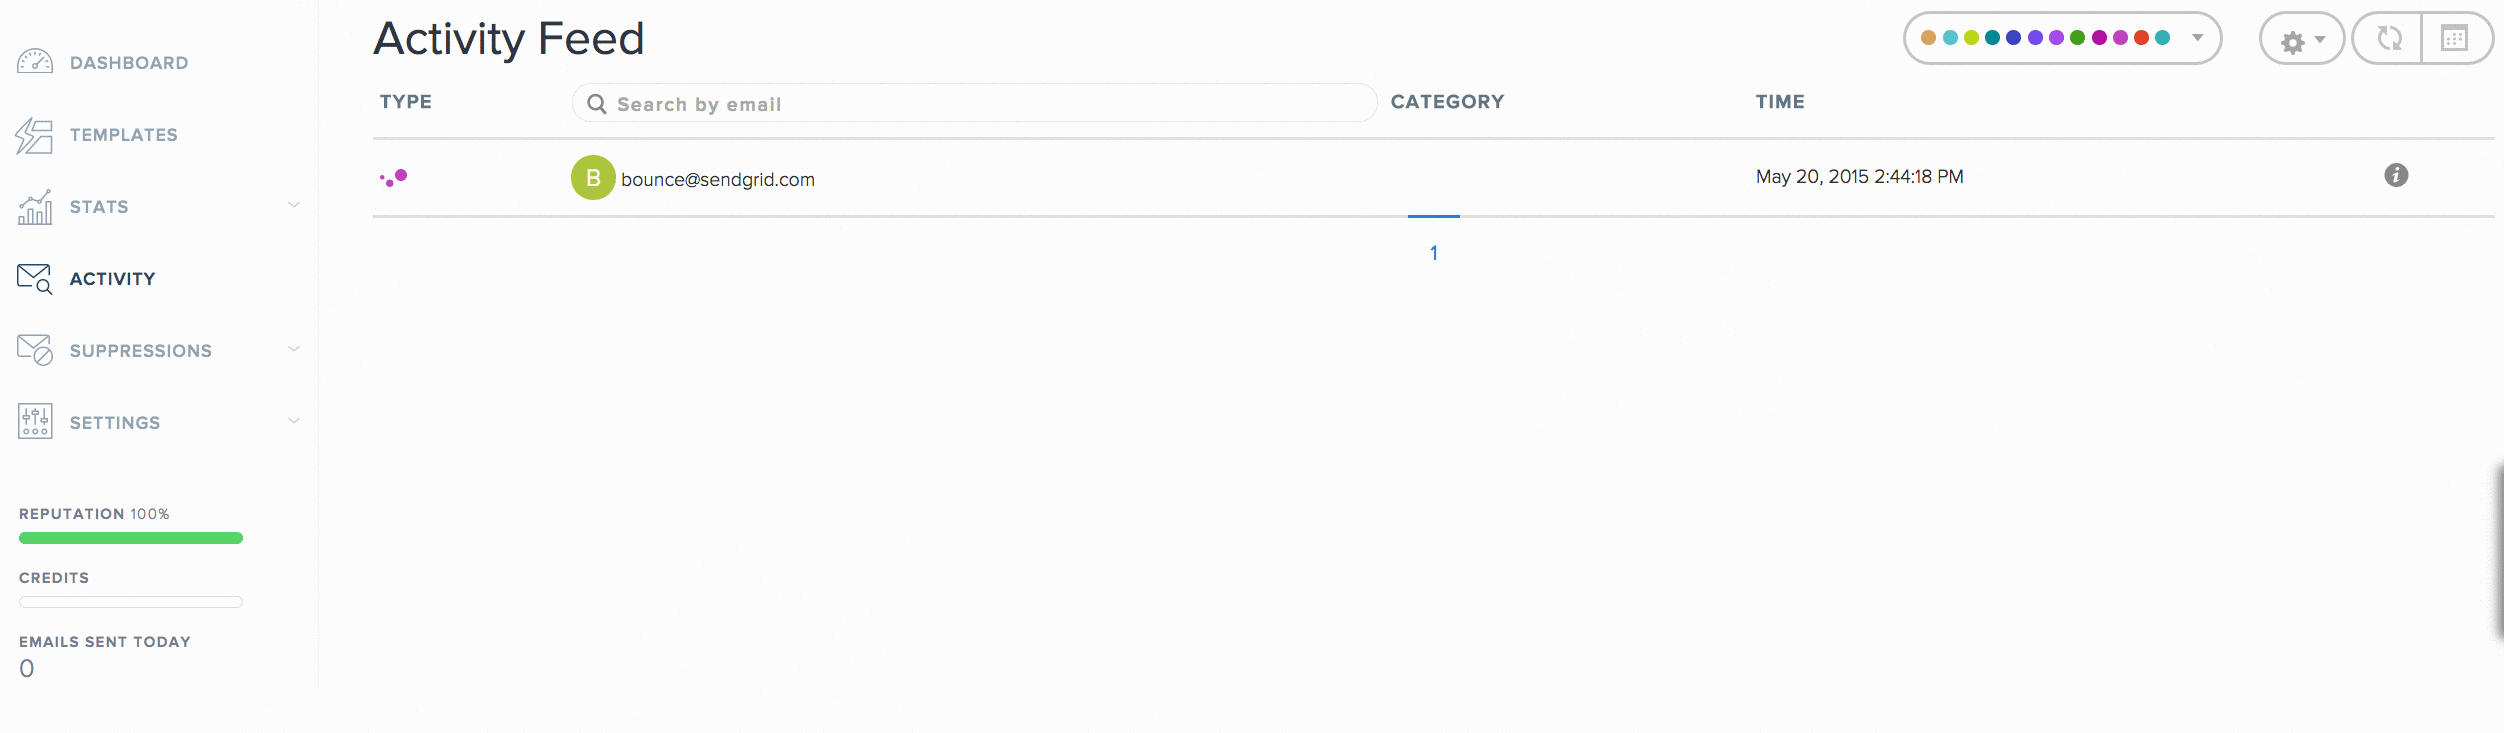 DASHBOARD
TEMPLATES
STATS
ACTIVITY
SUPPRESSIONS
SETTINGS
REPUTATION 100%
CREDITS
EMAILS SENT TODAY
0
Activity Feed
TYPE
Search by email
CATEGORY
TIME
B
bounce@sendgrid.com
May 20, 2015 2:44:18 PM
i
1